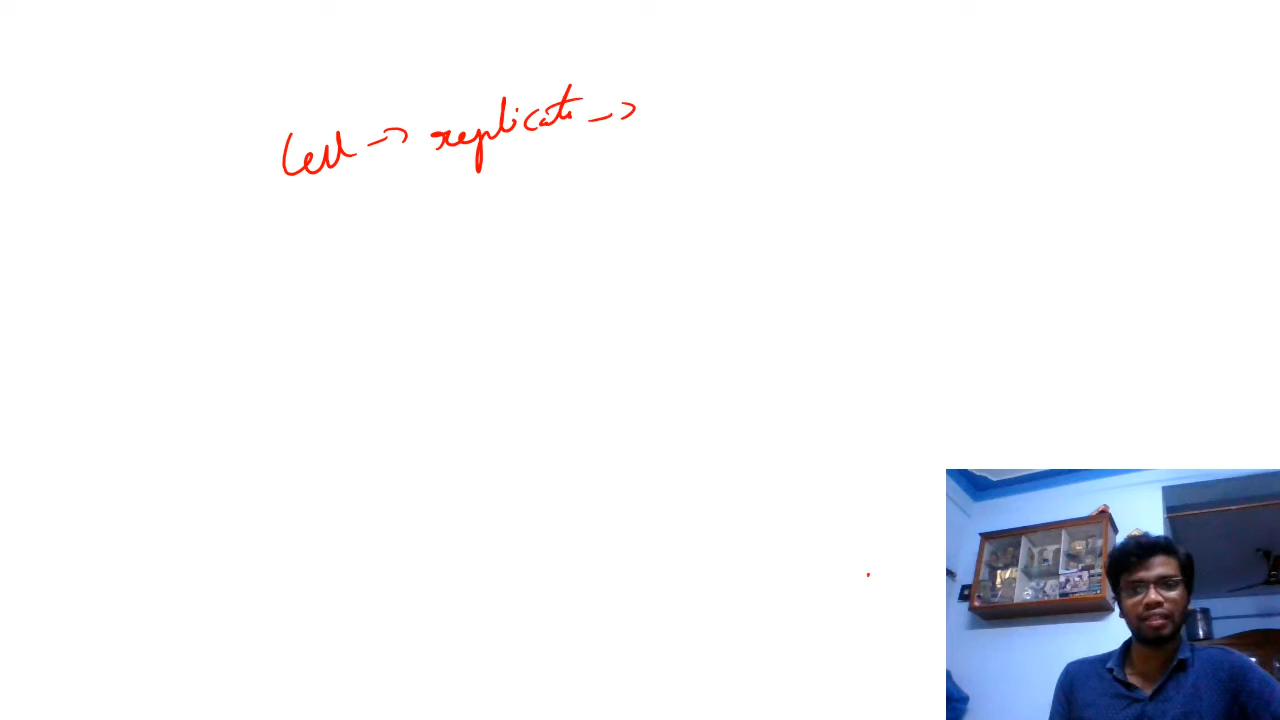 Cell → replicate →